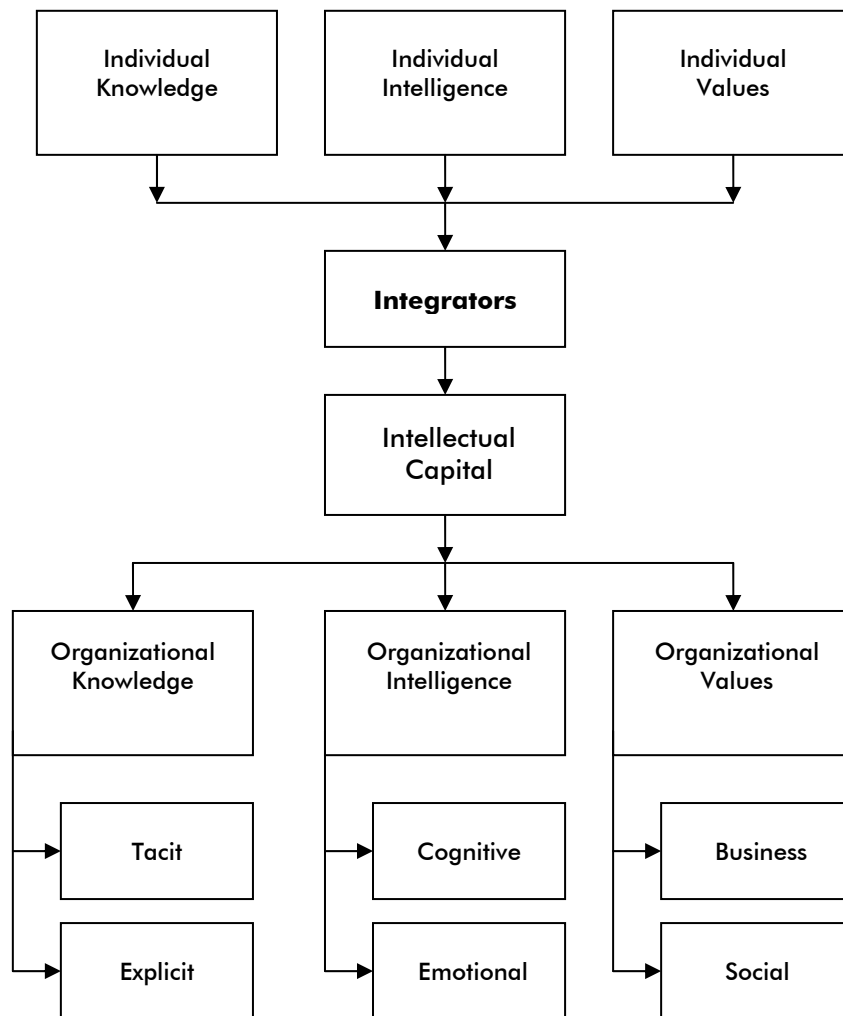 Individual
Knowledge
Individual
Intelligence
Individual
Values
Integrators
Intellectual
Capital
Organizational
Knowledge
Organizational
Intelligence
Organizational
Values
Tacit
Cognitive
Business
Explicit
Emotional
Social